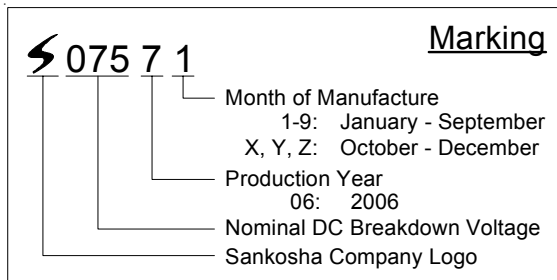 Marking
075 7 1
Month of Manufacture
1-9: January - September
X, Y, Z: October - December
Production Year
06: 2006
Nominal DC Breakdown Voltage
Sankosha Company Logo